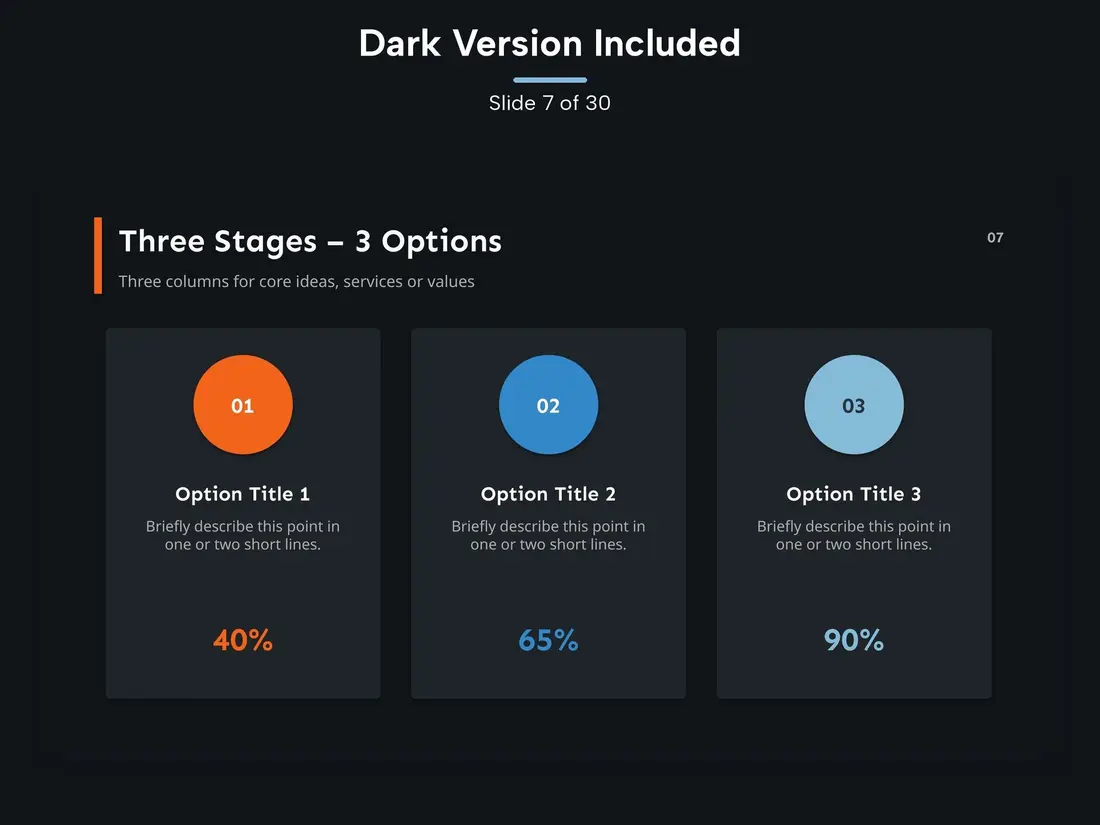 Dark Version Included
Slide 7 of 30
Three Stages – 3 Options
07
Three columns for core ideas, services or values
01
Option Title 1
Briefly describe this point in
one or two short lines.
40%
02
Option Title 2
Briefly describe this point in
one or two short lines.
65%
03
Option Title 3
Briefly describe this point in
one or two short lines.
90%